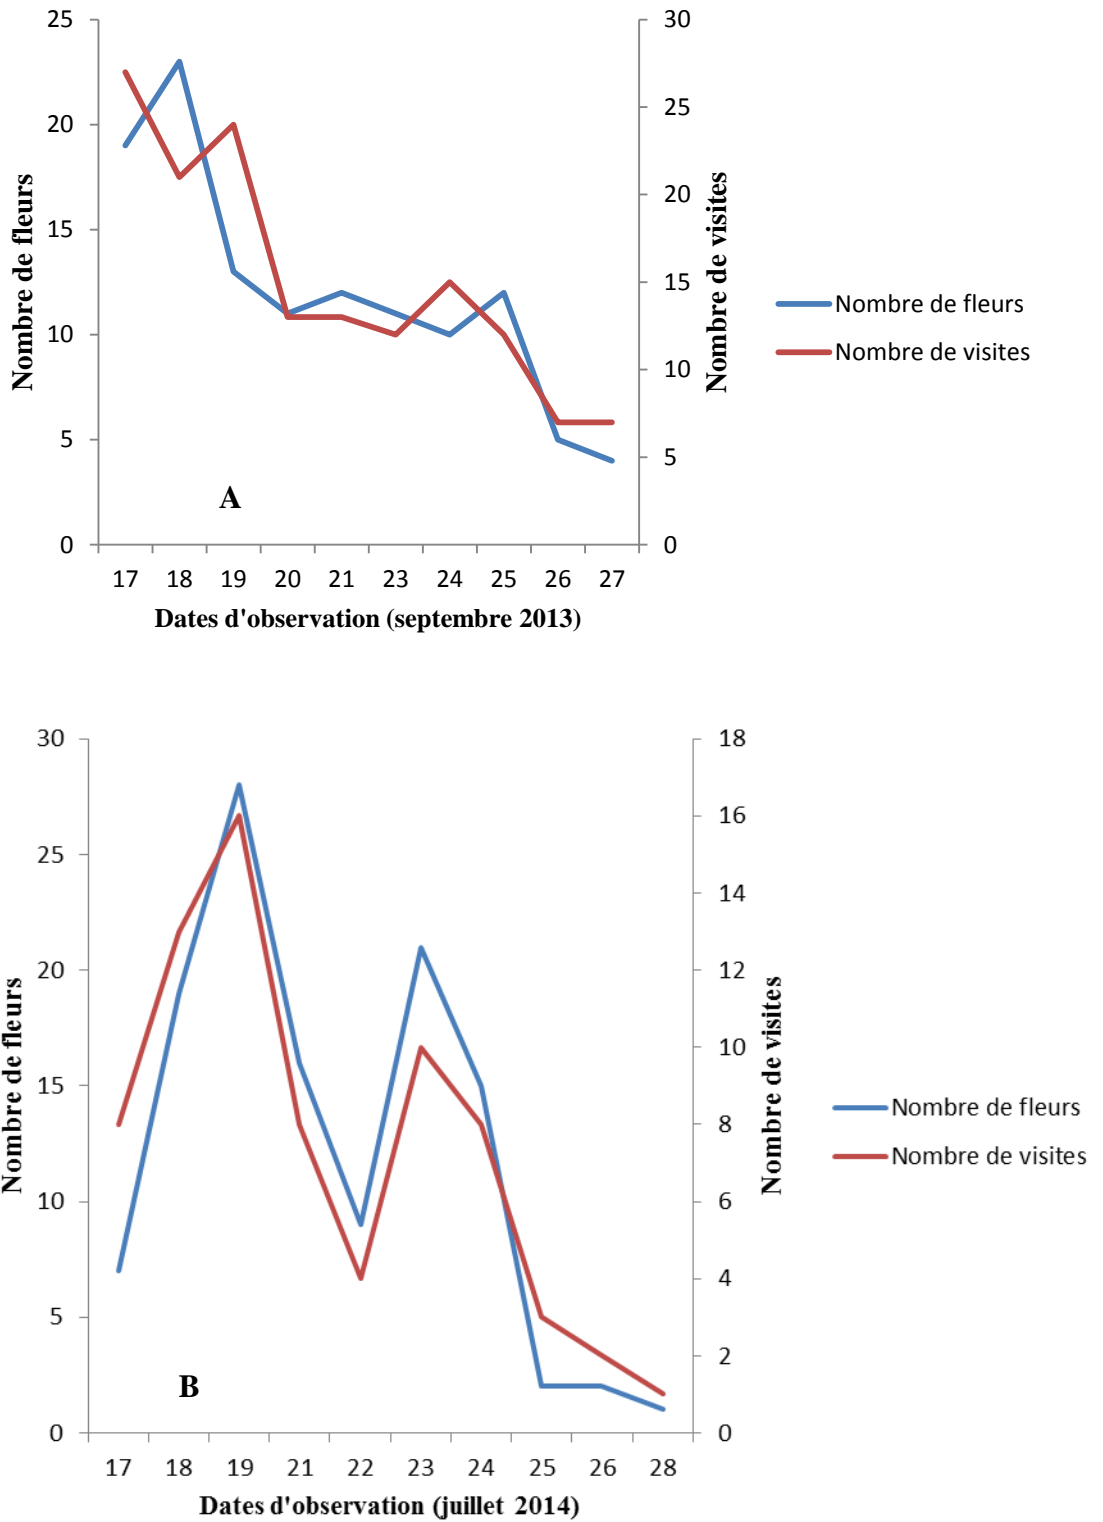 25
20
15
10
5
0
Nombre de fleurs
30
25
20
15
10
5
0
Nombre de visites
Nombre de fleurs
Nombre de visites
A
17 18 19 20 21 23 24 25 26 27
Dates d'observation (septembre 2013)
30
25
20
15
10
5
0
Nombre de fleurs
18
16
14
12
10
8
6
4
2
0
Nombre de visites
Nombre de fleurs
Nombre de visites
B
17 18 19 21 22 23 24 25 26 28
Dates d'observation (juillet 2014)